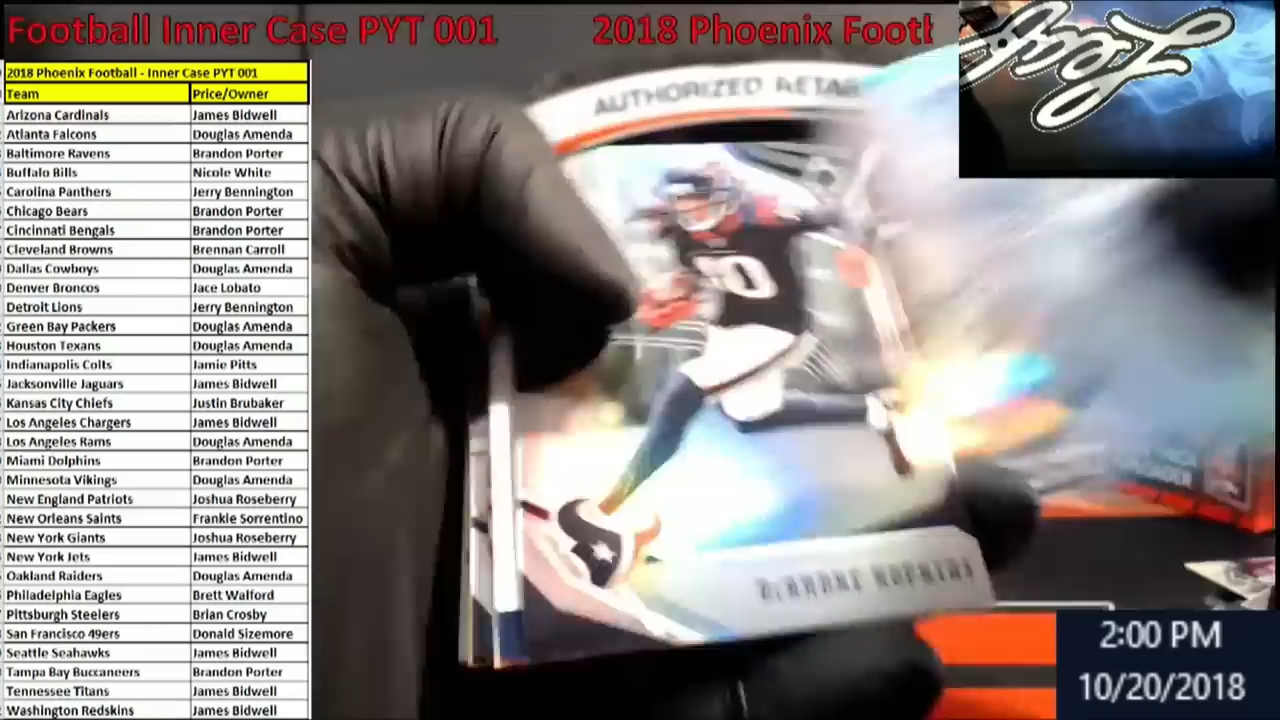 Football Inner Case PYT 001 2018 Phoenix Footb
2018 Phoenix Football - Inner Case PYT 001
Team Price/Owner
Arizona Cardinals James Bidwell
Atlanta Falcons Douglas Amenda
Baltimore Ravens Brandon Porter
Buffalo Bills Nicole White
Carolina Panthers Jerry Bennington
Chicago Bears Brandon Porter
Cincinnati Bengals Brandon Porter
Cleveland Browns Brennan Carroll
Dallas Cowboys Douglas Amenda
Denver Broncos Jace Lobato
Detroit Lions Jerry Bennington
Green Bay Packers Douglas Amenda
Houston Texans Douglas Amenda
Indianapolis Colts Jamie Pitts
Jacksonville Jaguars James Bidwell
Kansas City Chiefs Justin Brubaker
Los Angeles Chargers James Bidwell
Los Angeles Rams Douglas Amenda
Miami Dolphins Brandon Porter
Minnesota Vikings Douglas Amenda
New England Patriots Joshua Roseberry
New Orleans Saints Frankie Sorrentino
New York Giants Joshua Roseberry
New York Jets James Bidwell
Oakland Raiders Douglas Amenda
Philadelphia Eagles Brett Walford
Pittsburgh Steelers Brian Crosby
San Francisco 49ers Donald Sizemore
Seattle Seahawks James Bidwell
Tampa Bay Buccaneers Brandon Porter
Tennessee Titans James Bidwell
Washington Redskins James Bidwell
AUTHORIZED RETAI
10
DeANDRE HOPKINS
2:00 PM
10/20/2018